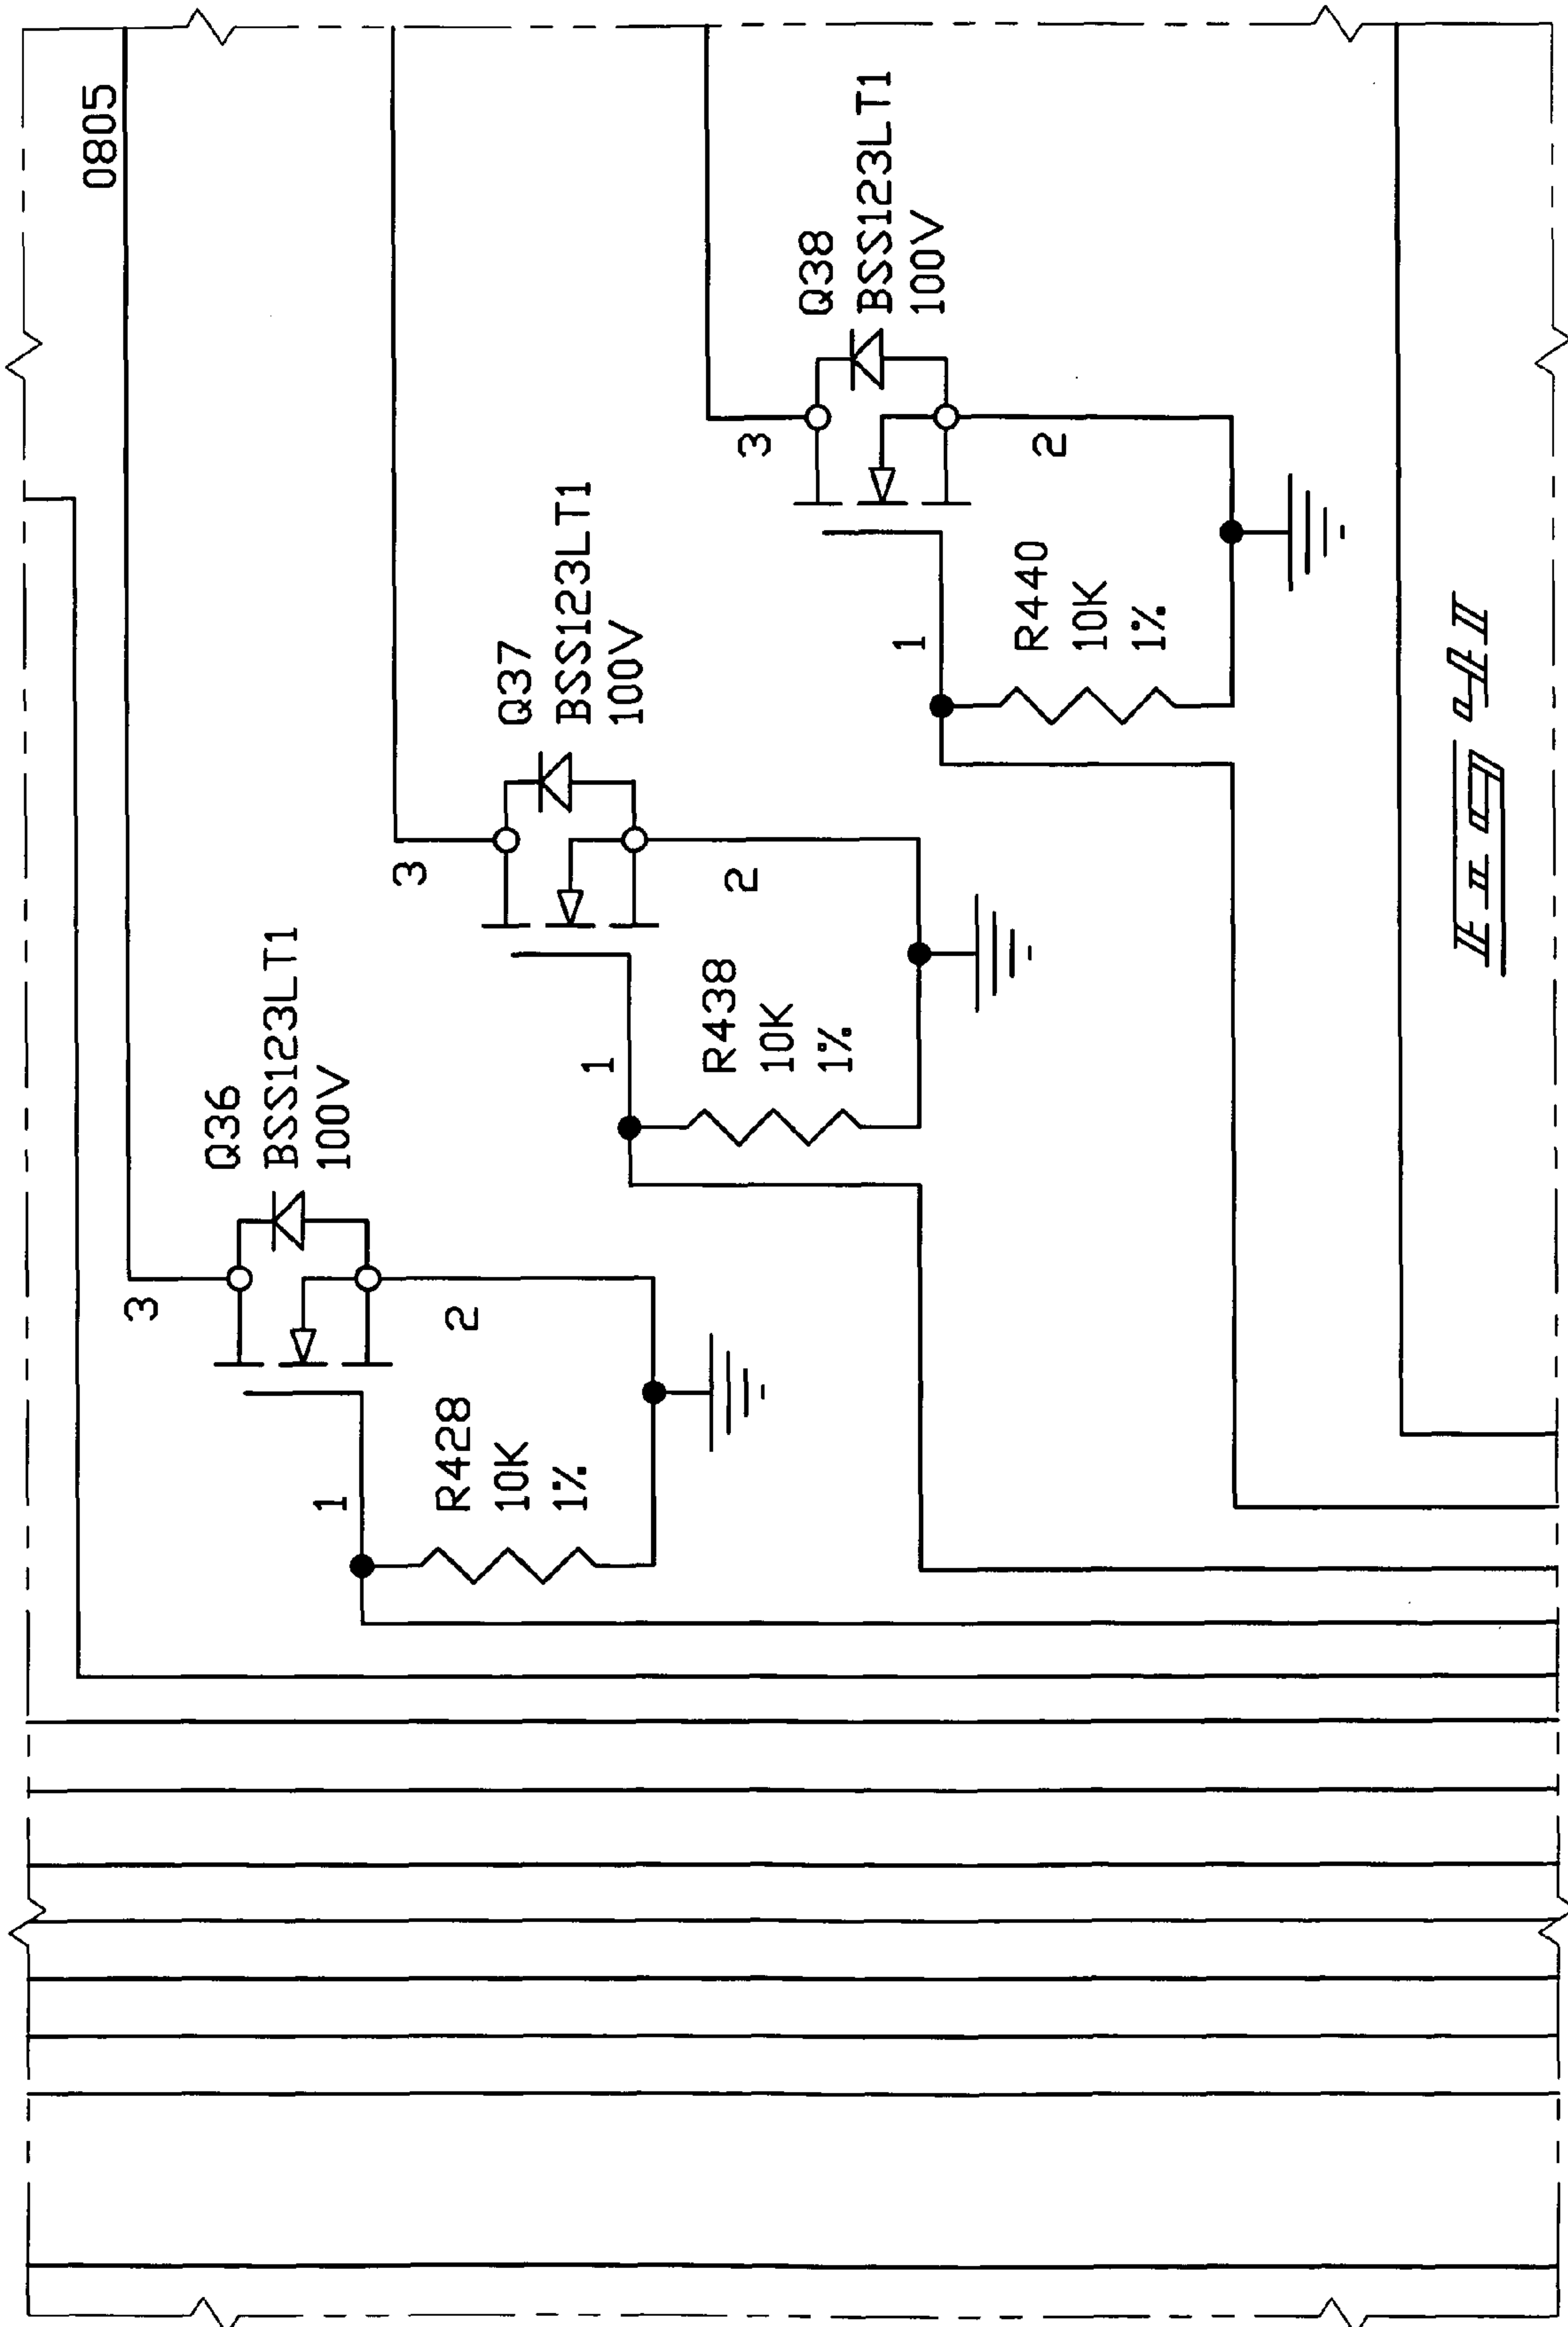 0805
3
Q36
BSS123LT1
100V
1
2
R428
10K
1%
3
Q37
BSS123LT1
100V
1
2
R438
10K
1%
3
Q38
BSS123LT1
100V
1
2
R440
10K
1%